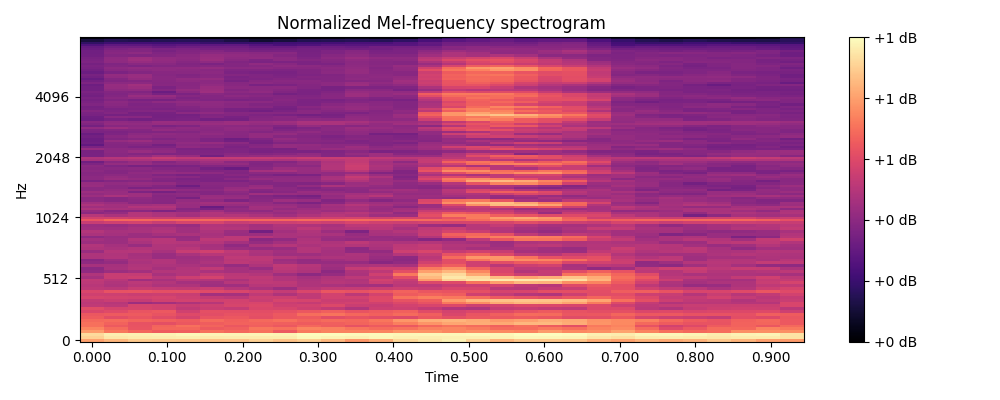 Normalized Mel-frequency spectrogram
Hz
4096
2048
1024
512
0
0.000 0.100 0.200 0.300 0.400 0.500 0.600 0.700 0.800 0.900
Time
+1 dB
+1 dB
+1 dB
+0 dB
+0 dB
+0 dB